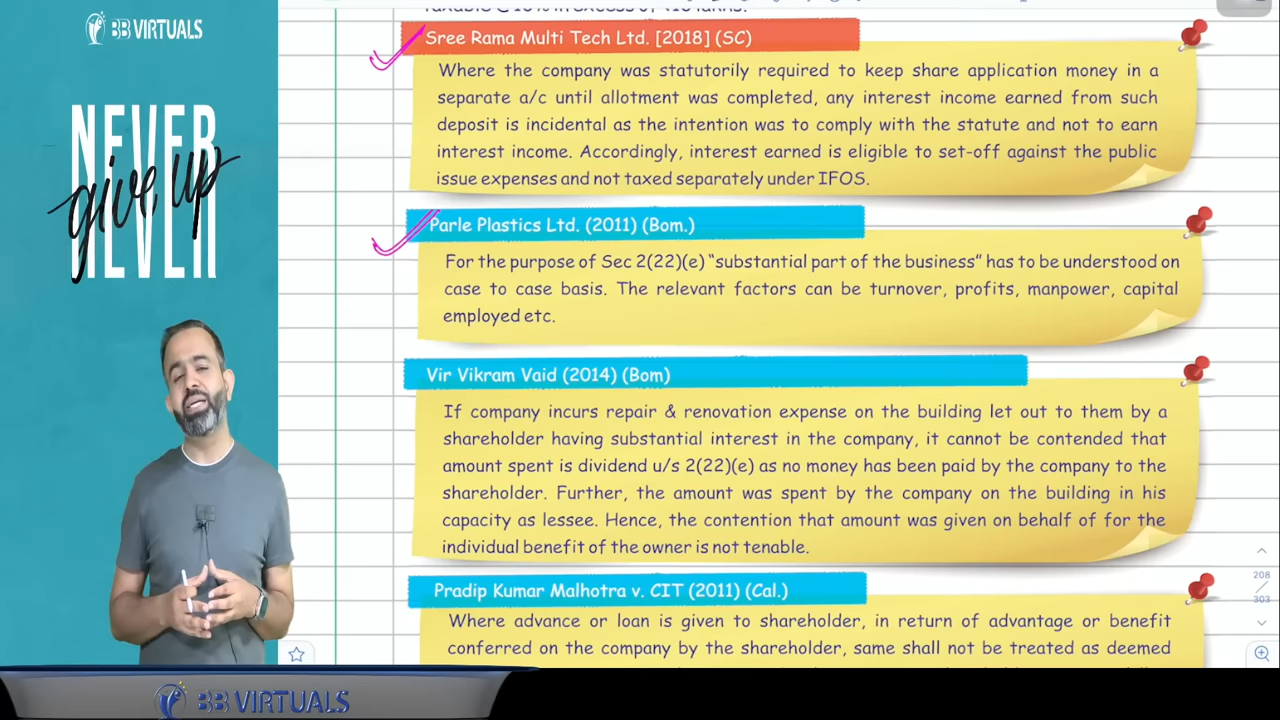 BB VIRTUALS
NEVER
give up
NEVER
Sree Rama Multi Tech Ltd. [2018] (SC)
Where the company was statutorily required to keep share application money in a
separate a/c until allotment was completed, any interest income earned from such
deposit is incidental as the intention was to comply with the statute and not to earn
interest income. Accordingly, interest earned is eligible to set-off against the public
issue expenses and not taxed separately under IFOS.
Parle Plastics Ltd. (2011) (Bom.)
For the purpose of Sec 2(22)(e) “substantial part of the business” has to be understood on
case to case basis. The relevant factors can be turnover, profits, manpower, capital
employed etc.
Vir Vikram Vaid (2014) (Bom)
If company incurs repair & renovation expense on the building let out to them by a
shareholder having substantial interest in the company, it cannot be contended that
amount spent is dividend u/s 2(22)(e) as no money has been paid by the company to the
shareholder. Further, the amount was spent by the company on the building in his
capacity as lessee. Hence, the contention that amount was given on behalf of for the
individual benefit of the owner is not tenable.
208
303
Pradip Kumar Malhotra v. CIT (2011) (Cal.)
Where advance or loan is given to shareholder, in return of advantage or benefit
conferred on the company by the shareholder, same shall not be treated as deemed
BB VIRTUALS